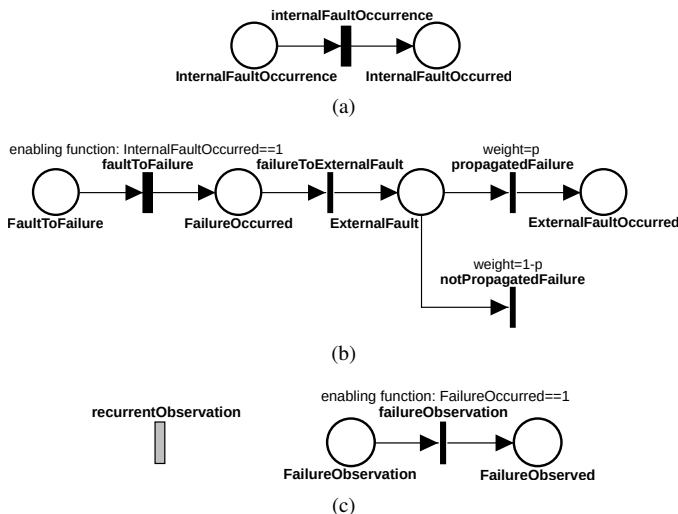 internalFaultOccurrence
InternalFaultOccurrence InternalFaultOccurred
(a)
enabling function: InternalFaultOccurred==1 weight=p
faultToFailure failureToExternalFault propagatedFailure
FaultToFailure FailureOccurred ExternalFault ExternalFaultOccurred
weight=1-p
notPropagatedFailure
(b)
enabling function: FailureOccurred==1
recurrentObservation failureObservation
FailureObservation FailureObserved
(c)